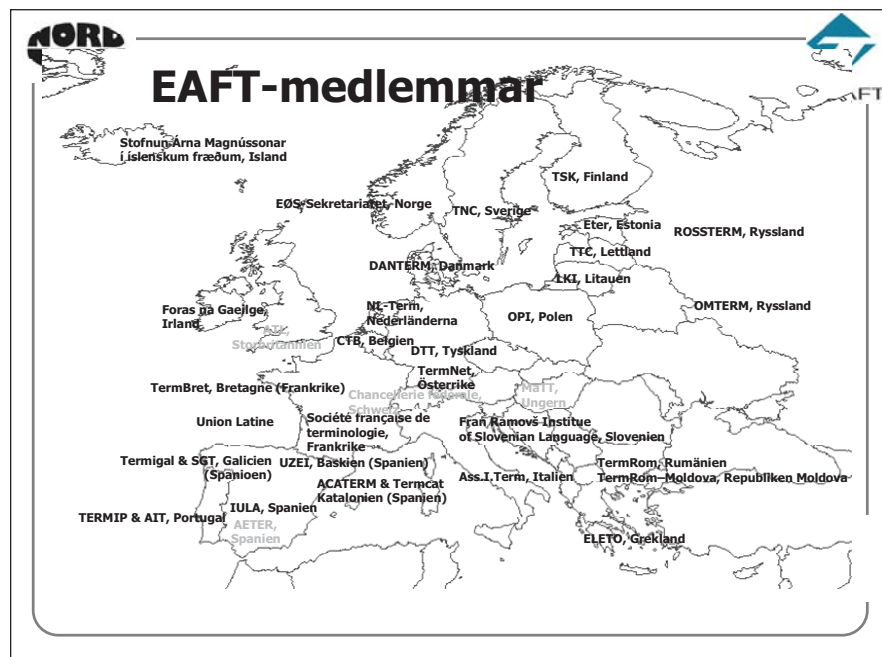 NORD
EAFT-medlemmar
AFT
Stofnun Árna Magnússonar
í íslenskum fræðum, Island
TSK, Finland
EØS-Sekretariatet, Norge
TNC, Sverige
Eter, Estonia
ROSSTERM, Ryssland
TTC, Lettland
DANTERM, Danmark
LKI, Litauen
Foras na Gaeilge,
Irland
NL-Term,
Nederländerna
OMTERM, Ryssland
OPI, Polen
ATI,
Storbritannien
CTB, Belgien
DTT, Tyskland
TermNet,
Österrike
TermBret, Bretagne (Frankrike)
Chancellerie fédérale,
Schweiz
MaTT,
Ungern
Union Latine
Société française de
terminologie,
Frankrike
Fran Ramovš Institue
of Slovenian Language, Slovenien
Termigal & SGT, Galicien
(Spanioen)
UZEI, Baskien (Spanien)
TermRom, Rumänien
TermRom–Moldova, Republiken Moldova
ACATERM & Termcat
Katalonien (Spanien)
Ass.I.Term, Italien
IULA, Spanien
TERMIP & AIT, Portugal
AETER,
Spanien
ELETO, Grekland